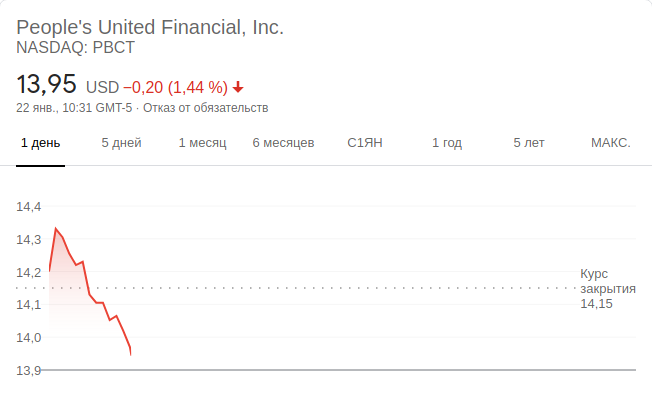 People's United Financial, Inc.
NASDAQ: PBCT
13,95 USD −0,20 (1,44 %)
22 янв., 10:31 GMT-5 · Отказ от обязательств
1 день 5 дней 1 месяц 6 месяцев С1ЯН 1 год 5 лет МАКС.
14,4
14,3
14,2
14,1
14,0
13,9
Курс
закрытия
14,15